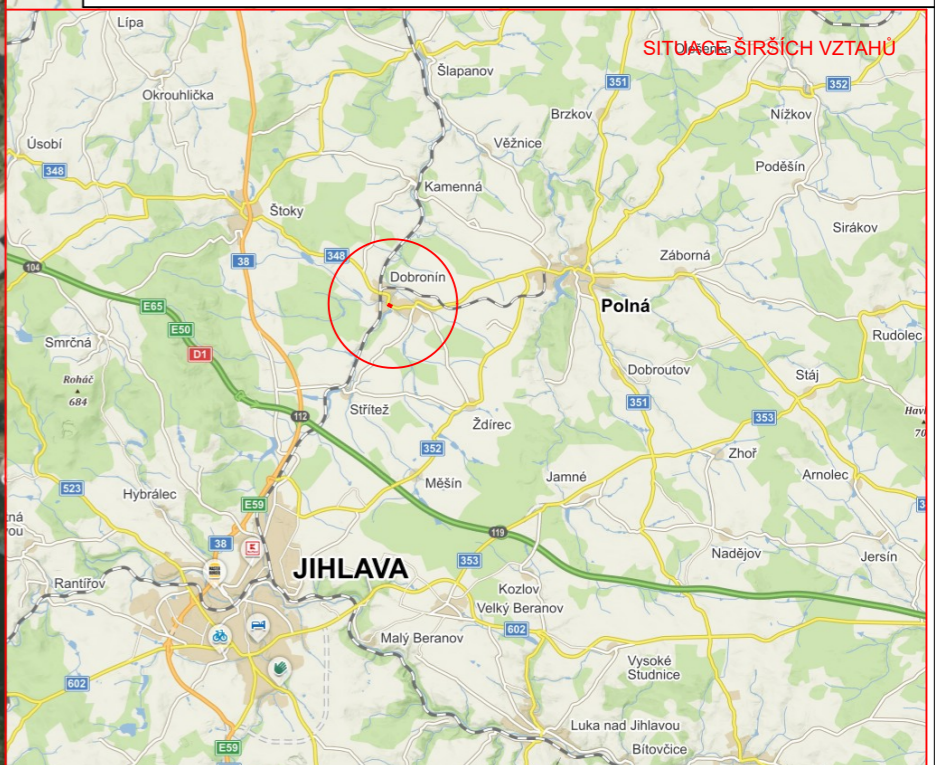 Lípa
SITUACE ŠIRŠÍCH VZTAHŮ
Šlapanov
351
352
Okrouhlička
Brzkov
Nížkov
Úsobí
Věžnice
348
Poděšín
Kamenná
Štoky
Sirákov
38
348
Záborná
104
Dobronín
E65
Polná
E50
Rudolec
Smrčná
D1
Roháč
684
Dobroutov
Stáj
Střítež
351
112
353
Ždírec
352
Zhoř
Měšín
Jamné
Arnolec
523
Hybrálec
E59
119
38
Nadějov
Jersín
JIHLAVA
353
Rantířov
Kozlov
Velký Beranov
602
Malý Beranov
Vysoké
Studnice
602
Luka nad Jihlavou
E59
Bítovčice